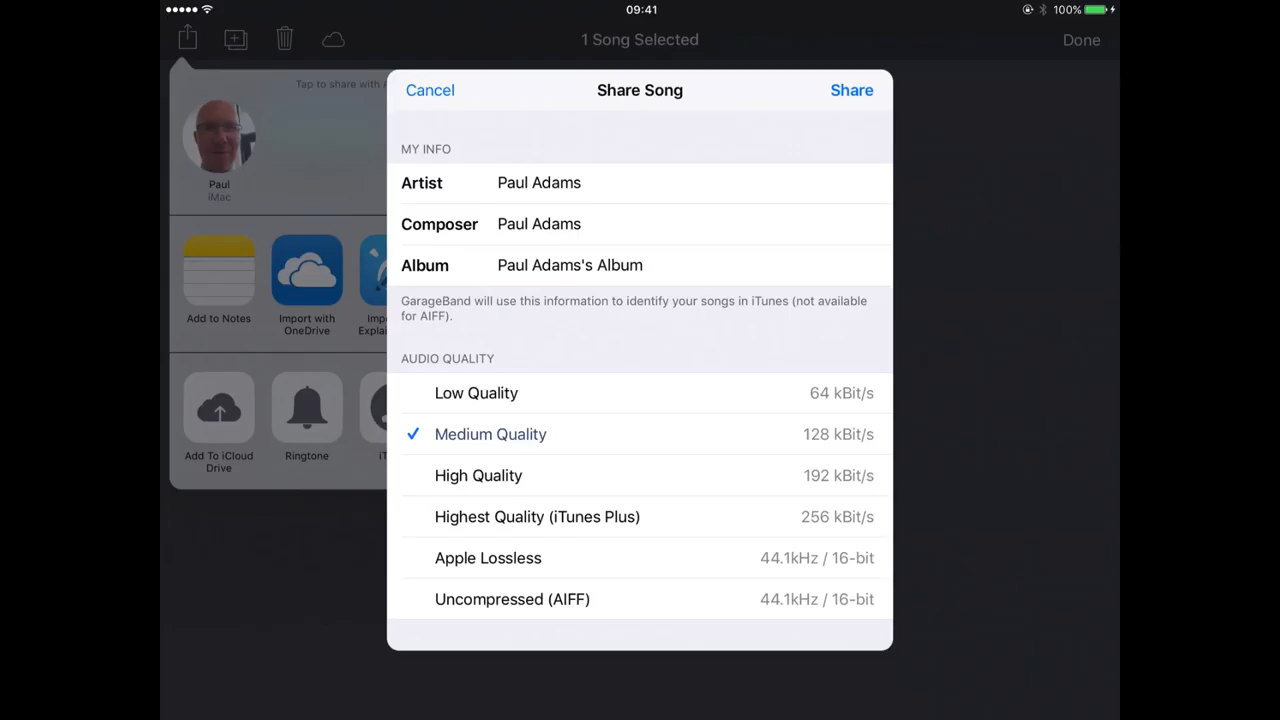 09:41
100%
1 Song Selected
Done
Tap to share with
Paul
iMac
Add to Notes
Import with
OneDrive
Add To iCloud
Drive
Ringtone
Cancel
Share Song
Share
MY INFO
Artist Paul Adams
Composer Paul Adams
Album Paul Adams's Album
GarageBand will use this information to identify your songs in iTunes (not available
for AIFF).
AUDIO QUALITY
Low Quality 64 kBit/s
Medium Quality 128 kBit/s
High Quality 192 kBit/s
Highest Quality (iTunes Plus) 256 kBit/s
Apple Lossless 44.1kHz / 16-bit
Uncompressed (AIFF) 44.1kHz / 16-bit